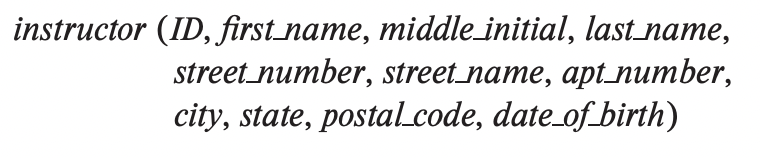 instructor (ID, first_name, middle_initial, last_name,
street_number, street_name, apt_number,
city, state, postal_code, date_of_birth)